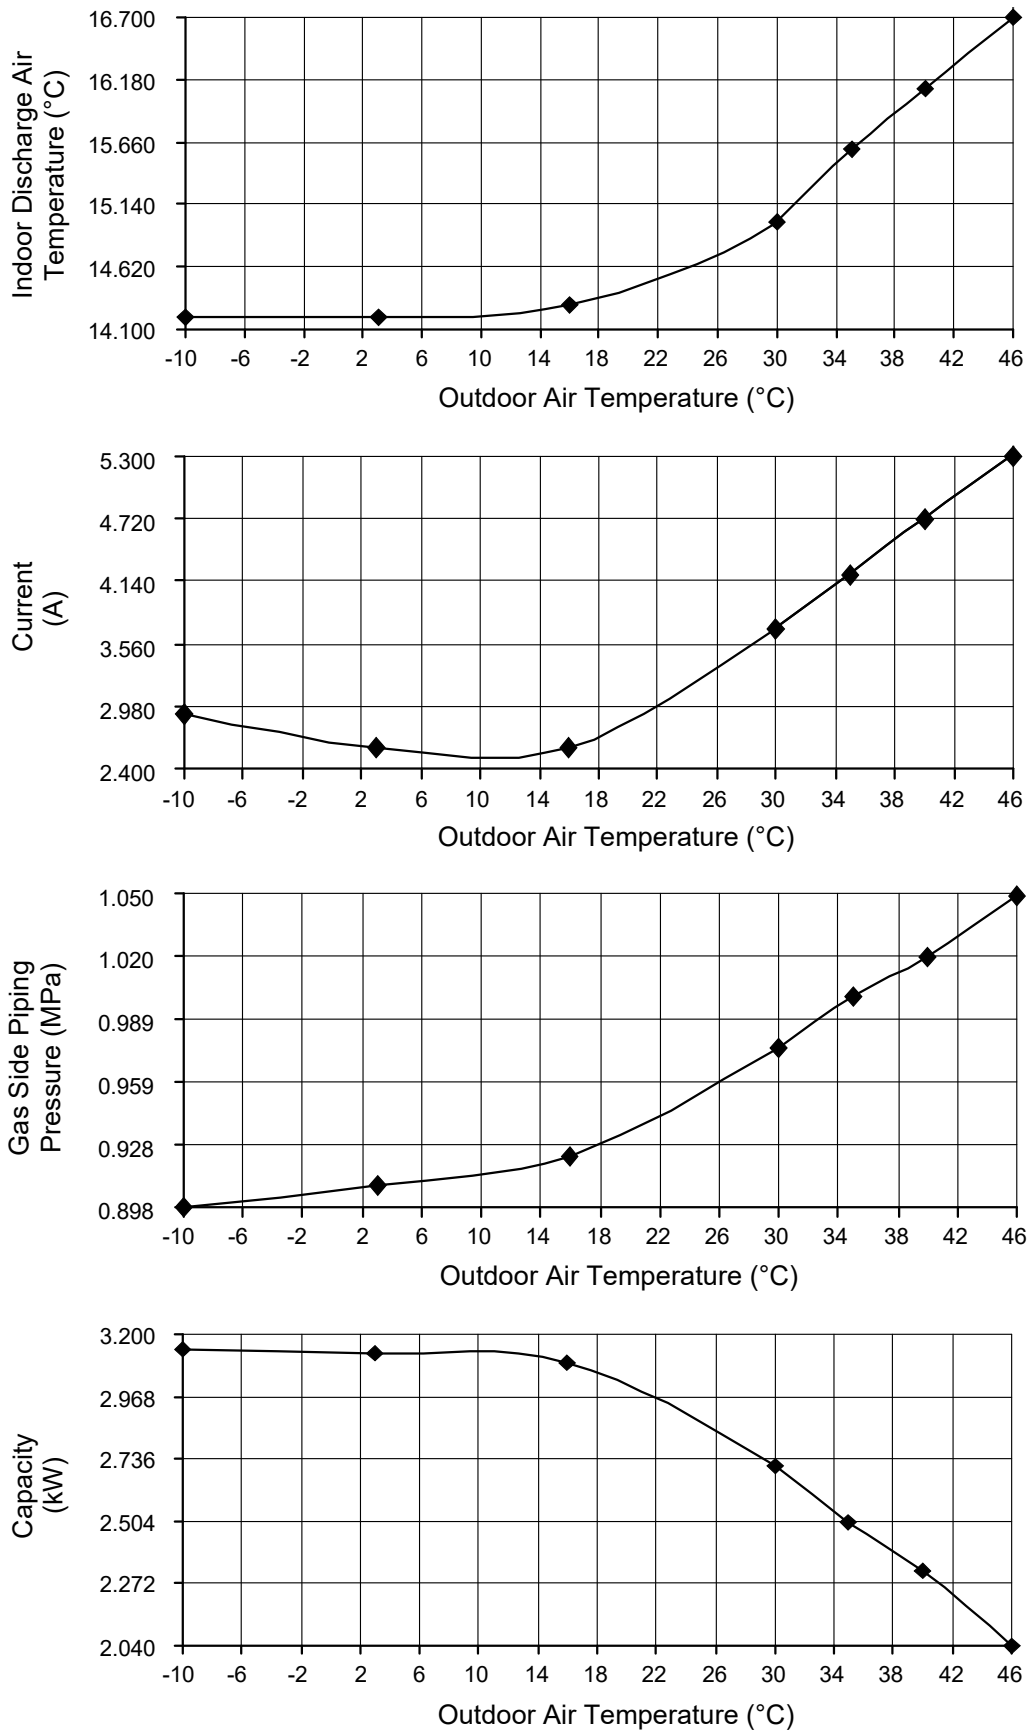 Indoor Discharge Air
Temperature (°C)
16.700
16.180
15.660
15.140
14.620
14.100
-10 -6 -2 2 6 10 14 18 22 26 30 34 38 42 46
Outdoor Air Temperature (°C)
Current
(A)
5.300
4.720
4.140
3.560
2.980
2.400
-10 -6 -2 2 6 10 14 18 22 26 30 34 38 42 46
Outdoor Air Temperature (°C)
Gas Side Piping
Pressure (MPa)
1.050
1.020
0.989
0.959
0.928
0.898
-10 -6 -2 2 6 10 14 18 22 26 30 34 38 42 46
Outdoor Air Temperature (°C)
Capacity
(kW)
3.200
2.968
2.736
2.504
2.272
2.040
-10 -6 -2 2 6 10 14 18 22 26 30 34 38 42 46
Outdoor Air Temperature (°C)